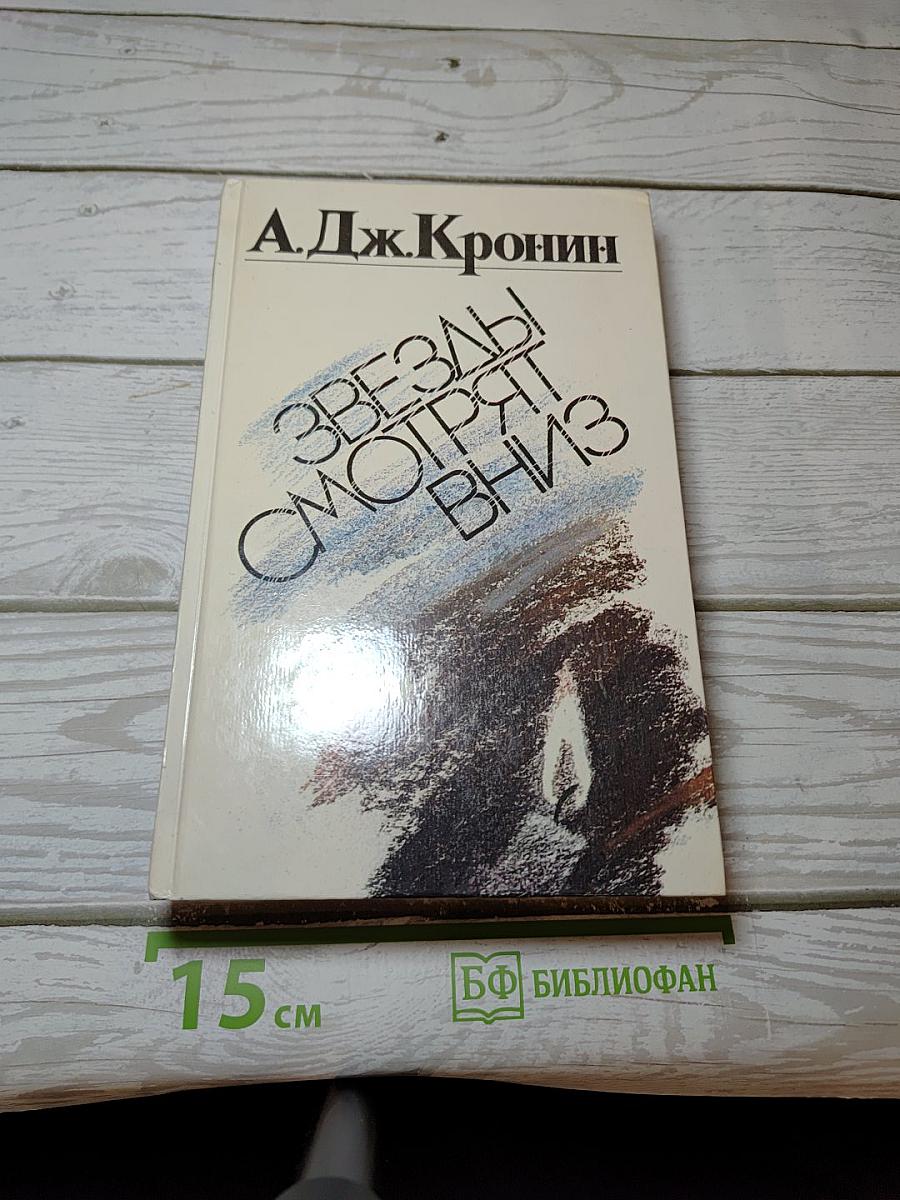 А.Дж.Кронин
ЗВЕЗДЫ
СМОТРЯТ
ВНИЗ
15 см
БФ БИБЛИОФАН